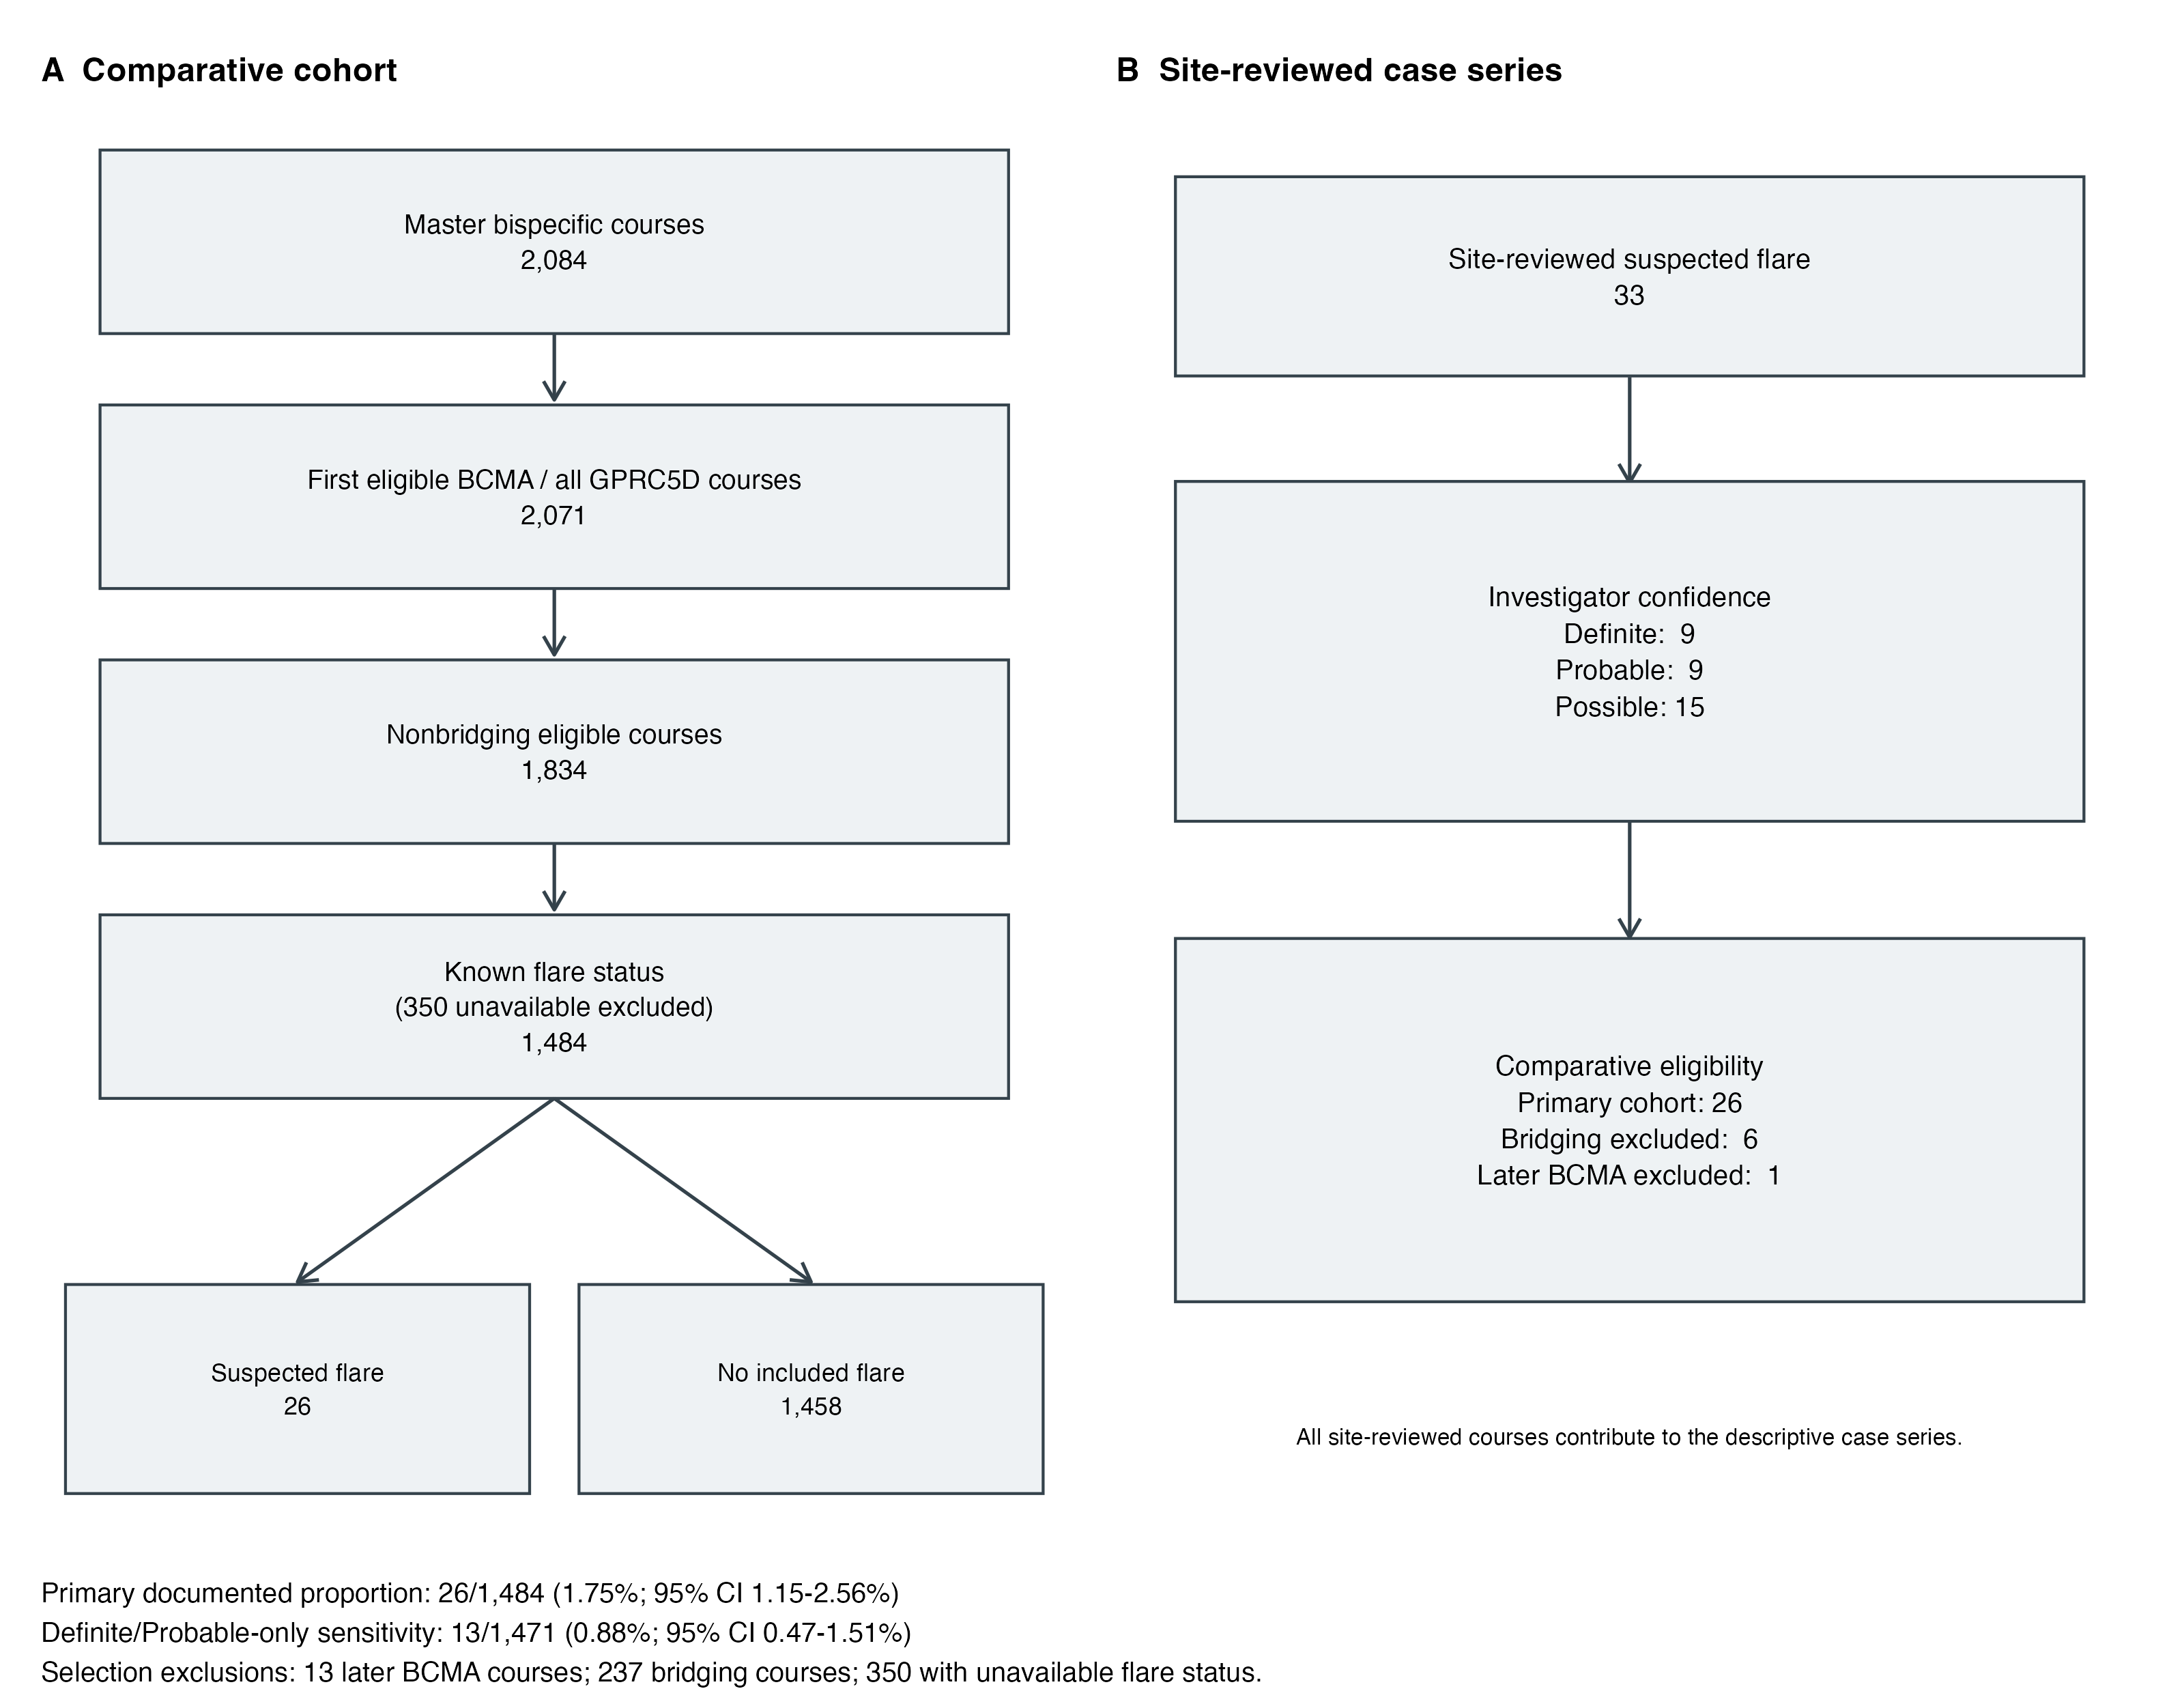 A Comparative cohort
Master bispecific courses
2,084
First eligible BCMA / all GPRC5D courses
2,071
Nonbridging eligible courses
1,834
Known flare status
(350 unavailable excluded)
1,484
Suspected flare
26
No included flare
1,458
B Site-reviewed case series
Site-reviewed suspected flare
33
Investigator confidence
Definite: 9
Probable: 9
Possible: 15
Comparative eligibility
Primary cohort: 26
Bridging excluded: 6
Later BCMA excluded: 1
All site-reviewed courses contribute to the descriptive case series.
Primary documented proportion: 26/1,484 (1.75%; 95% CI 1.15-2.56%)
Definite/Probable-only sensitivity: 13/1,471 (0.88%; 95% CI 0.47-1.51%)
Selection exclusions: 13 later BCMA courses; 237 bridging courses; 350 with unavailable flare status.